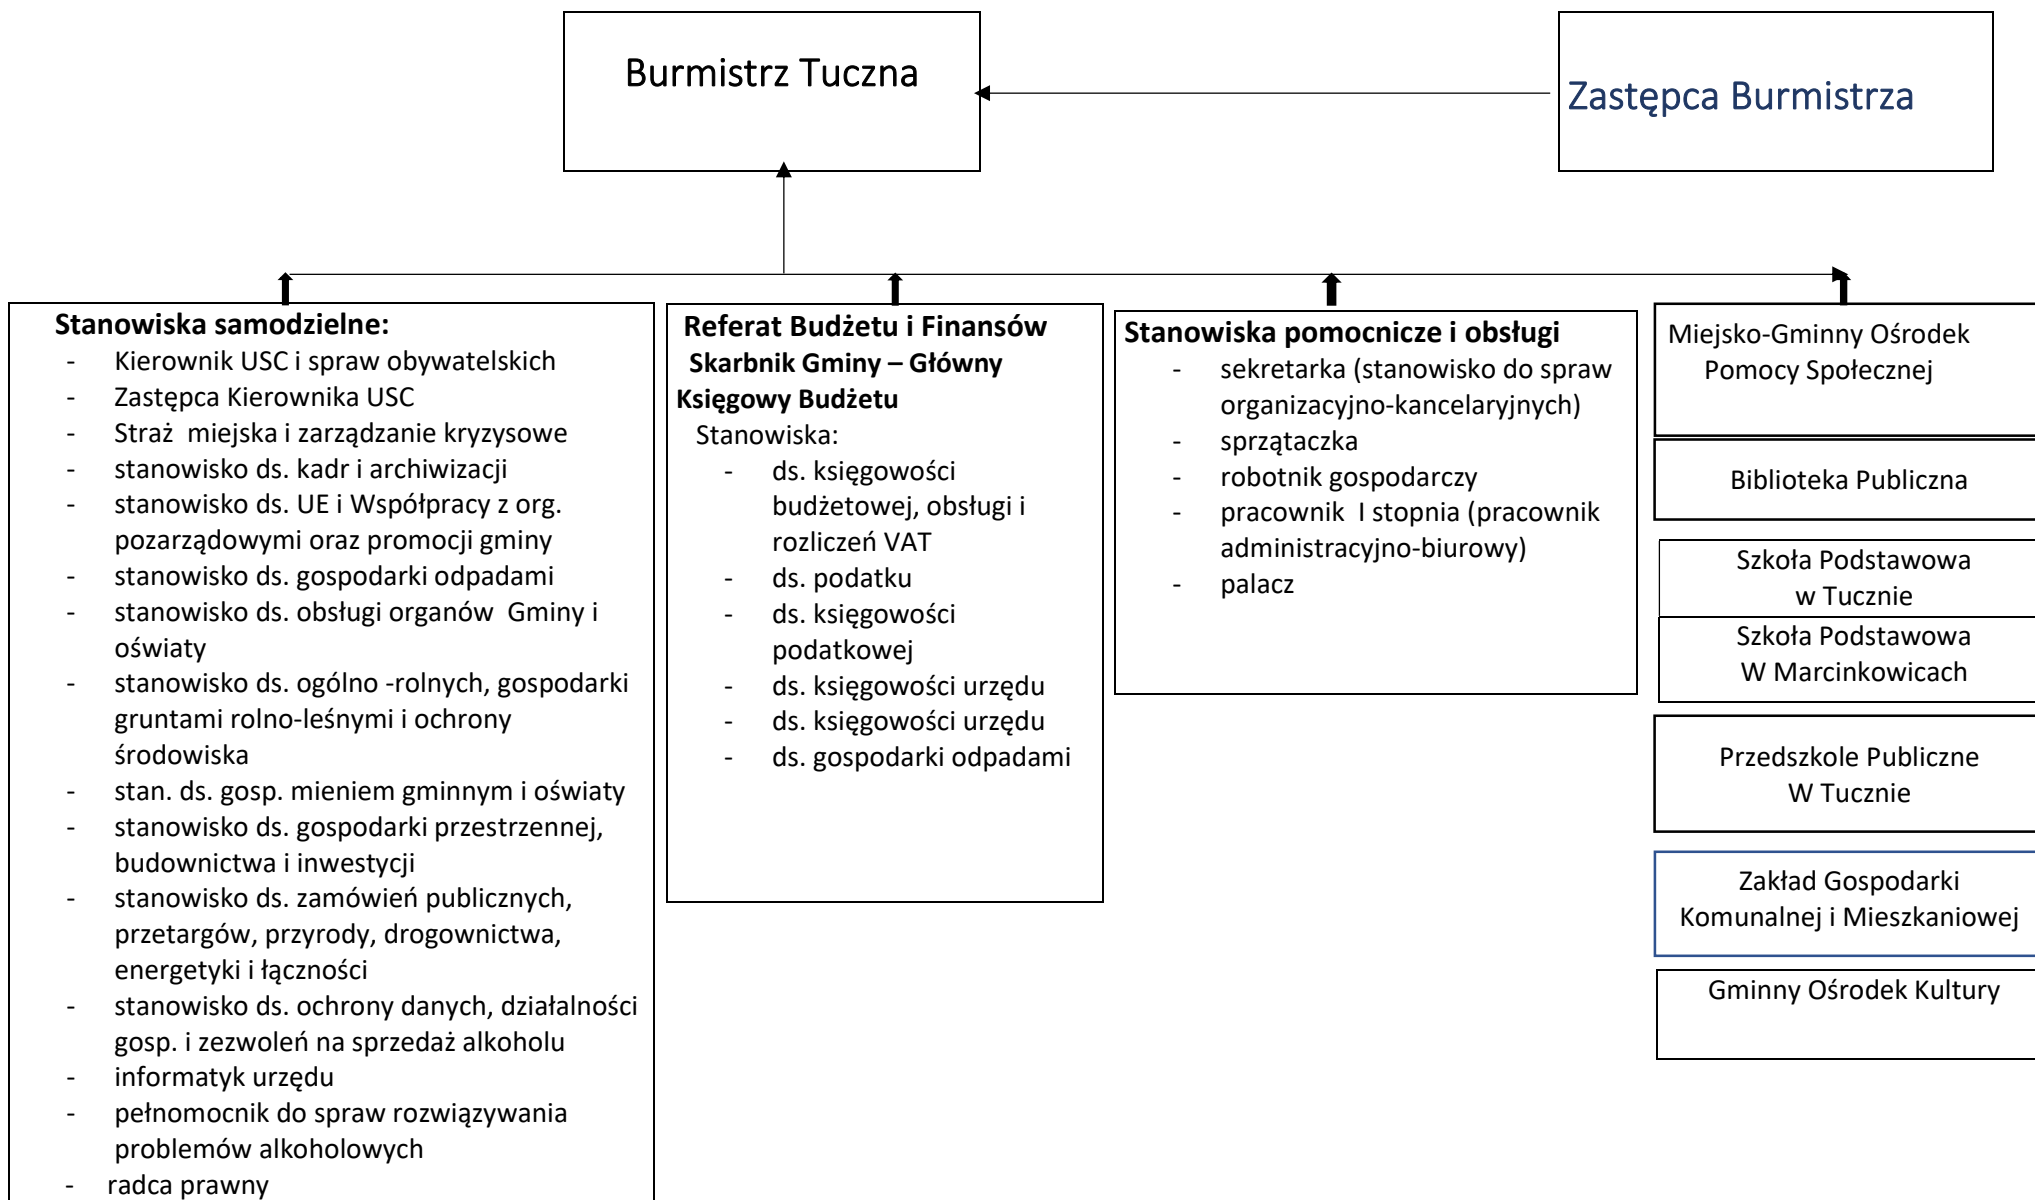 Burmistrz Tuczna
Zastępca Burmistrza
Stanowiska samodzielne:
- Kierownik USC i spraw obywatelskich
- Zastępca Kierownika USC
- Straż  miejska i zarządzanie kryzysowe
- stanowisko ds. kadr i archiwizacji
- stanowisko ds. UE i Współpracy z org.
pozarządowymi oraz promocji gminy
- stanowisko ds. gospodarki odpadami
- stanowisko ds. obsługi organów  Gminy i
oświaty
- stanowisko ds. ogólno -rolnych, gospodarki
gruntami rolno-leśnymi i ochrony
środowiska
- stan. ds. gosp. mieniem gminnym i oświaty
- stanowisko ds. gospodarki przestrzennej,
budownictwa i inwestycji
- stanowisko ds. zamówień publicznych,
przetargów, przyrody, drogownictwa,
energetyki i łączności
- stanowisko ds. ochrony danych, działalności
gosp. i zezwoleń na sprzedaż alkoholu
- informatyk urzędu
- pełnomocnik do spraw rozwiązywania
problemów alkoholowych
- radca prawny
Referat Budżetu i Finansów
Skarbnik Gminy – Główny
Księgowy Budżetu
Stanowiska:
- ds. księgowości
budżetowej, obsługi i
rozliczeń VAT
- ds. podatku
- ds. księgowości
podatkowej
- ds. księgowości urzędu
- ds. księgowości urzędu
- ds. gospodarki odpadami
Stanowiska pomocnicze i obsługi
- sekretarka (stanowisko do spraw
organizacyjno-kancelaryjnych)
- sprzątaczka
- robotnik gospodarczy
- pracownik  I stopnia (pracownik
administracyjno-biurowy)
- palacz
Miejsko-Gminny Ośrodek
Pomocy Społecznej
Biblioteka Publiczna
Szkoła Podstawowa
w Tucznie
Szkoła Podstawowa
W Marcinkowicach
Przedszkole Publiczne
W Tucznie
Zakład Gospodarki
Komunalnej i Mieszkaniowej
Gminny Ośrodek Kultury